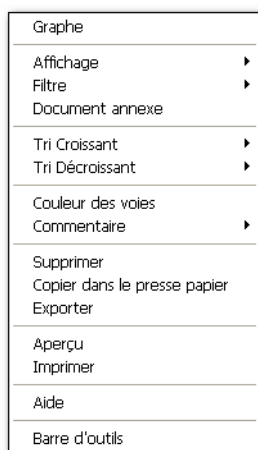 Graphe
Affichage
Filtre
Document annexe
Tri Croissant
Tri Décroissant
Couleur des voies
Commentaire
Supprimer
Copier dans le presse papier
Exporter
Aperçu
Imprimer
Aide
Barre d'outils